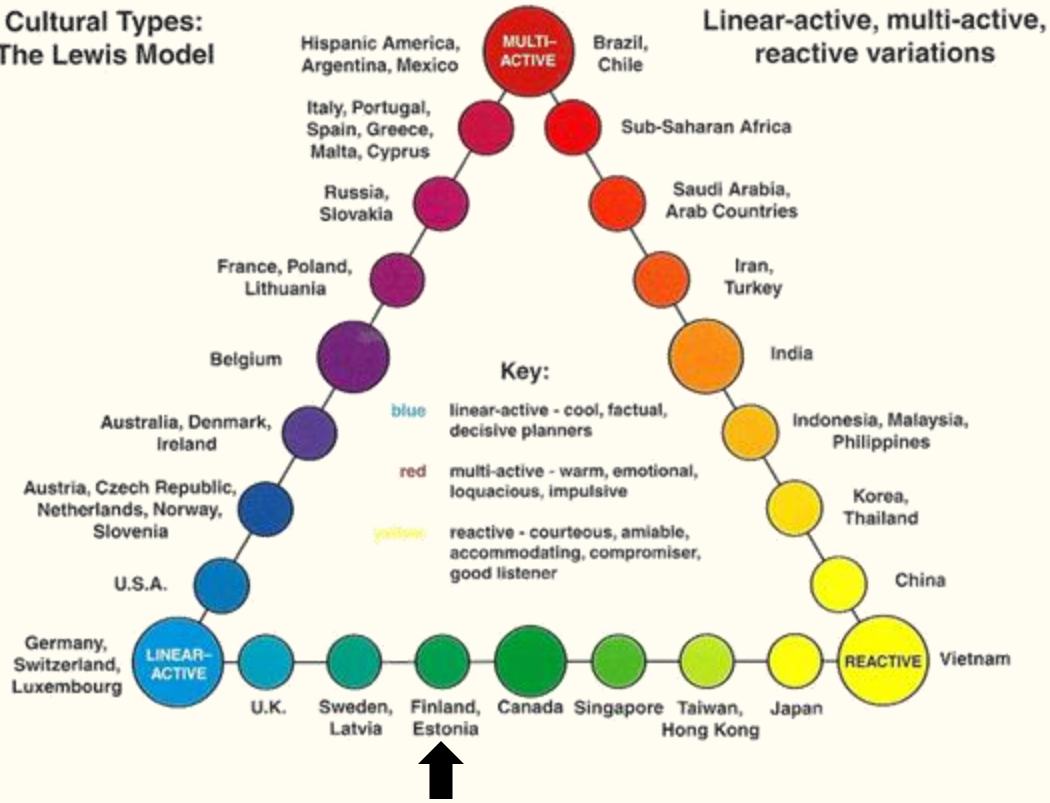 Cultural Types:
The Lewis Model
Linear-active, multi-active,
reactive variations
MULTI–
ACTIVE
Hispanic America,
Argentina, Mexico
Brazil,
Chile
Italy, Portugal,
Spain, Greece,
Malta, Cyprus
Sub-Saharan Africa
Russia,
Slovakia
Saudi Arabia,
Arab Countries
France, Poland,
Lithuania
Iran,
Turkey
Belgium
India
Australia, Denmark,
Ireland
Indonesia, Malaysia,
Philippines
Austria, Czech Republic,
Netherlands, Norway,
Slovenia
Korea,
Thailand
U.S.A.
China
Key:
blue linear-active - cool, factual,
decisive planners
red multi-active - warm, emotional,
loquacious, impulsive
yellow reactive - courteous, amiable,
accommodating, compromiser,
good listener
Germany,
Switzerland,
Luxembourg
LINEAR–
ACTIVE
REACTIVE
Vietnam
U.K.
Sweden,
Latvia
Finland,
Estonia
Canada
Singapore
Taiwan,
Hong Kong
Japan